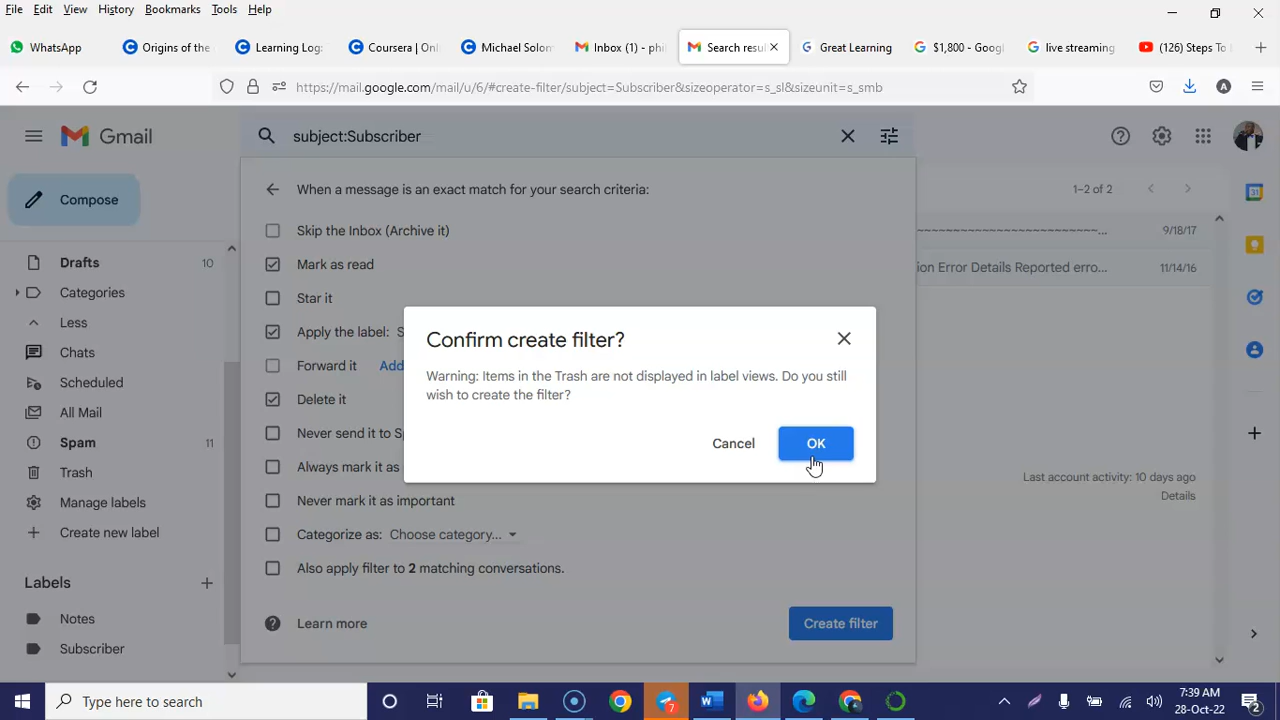 File Edit View History Bookmarks Tools Help
WhatsApp Origins of the Learning Log: Coursera | Onl Michael Solom Inbox (1) - phi Search resul Great Learning $1,800 - Googl live streaming (126) Steps To
https://mail.google.com/mail/u/6/#create-filter/subject=Subscriber&sizeoperator=s_sl&sizeunit=s_smb
Gmail
subject:Subscriber
Compose
When a message is an exact match for your search criteria:
1–2 of 2
31
Skip the Inbox (Archive it)
~~~~~~~~~~~~~~~~~~~~~~~~~~... 9/18/17
Mark as read
ion Error Details Reported erro... 11/14/16
Star it
Apply the label: S
Forward it Add
Delete it
Never send it to Sp
Always mark it as
Never mark it as important
Categorize as: Choose category...
Also apply filter to 2 matching conversations.
Learn more
Create filter
Confirm create filter?
Warning: Items in the Trash are not displayed in label views. Do you still
wish to create the filter?
Cancel OK
Drafts 10
Categories
Less
Chats
Scheduled
All Mail
Spam 11
Trash
Manage labels
Create new label
Labels
Notes
Subscriber
Last account activity: 10 days ago
Details
Type here to search
7
7:39 AM
28-Oct-22
2